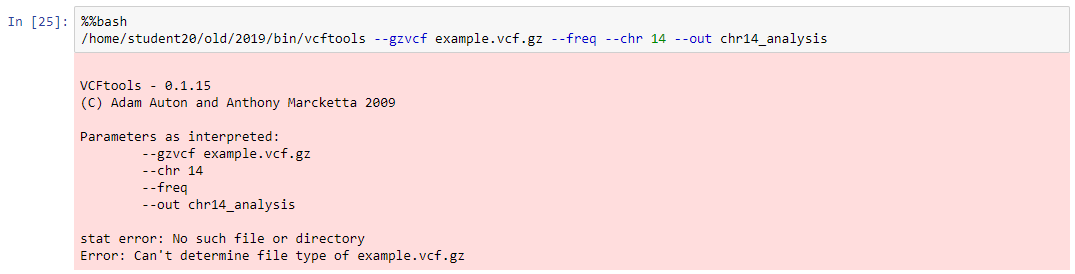 In [25]:
%%bash
/home/student20/old/2019/bin/vcftools --gzvcf example.vcf.gz --freq --chr 14 --out chr14_analysis
VCFtools - 0.1.15
(C) Adam Auton and Anthony Marcketta 2009
Parameters as interpreted:
--gzvcf example.vcf.gz
--chr 14
--freq
--out chr14_analysis
stat error: No such file or directory
Error: Can't determine file type of example.vcf.gz